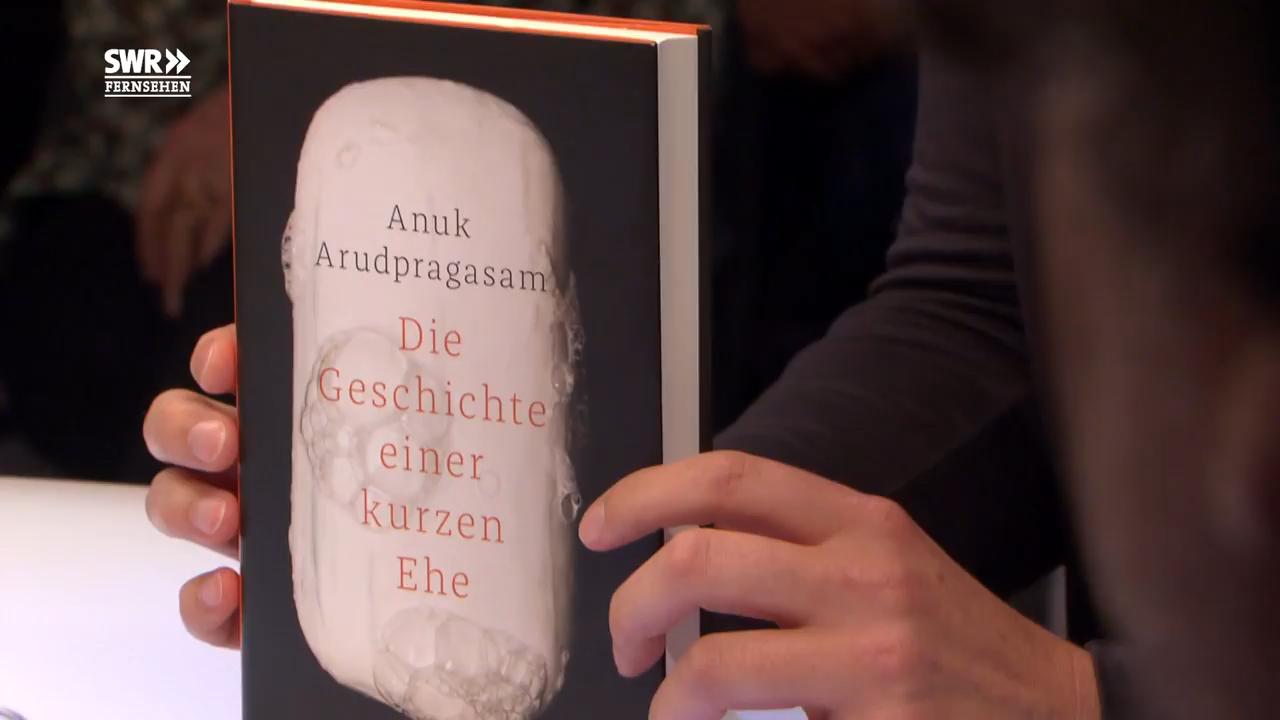 SWR
FERNSEHEN
Anuk
Arudpragasam
Die
Geschichte
einer
kurzen
Ehe